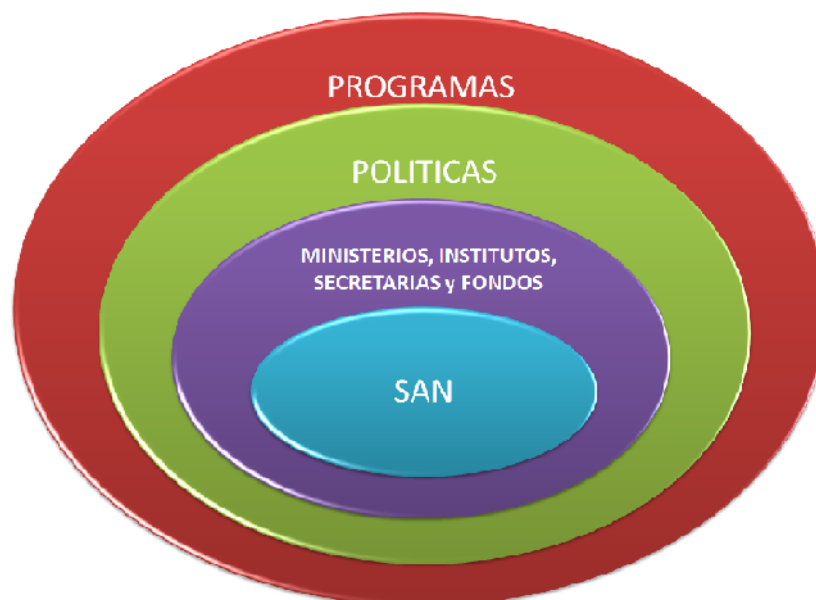 PROGRAMAS
POLITICAS
MINISTERIOS, INSTITUTOS,
SECRETARIAS y FONDOS
SAN